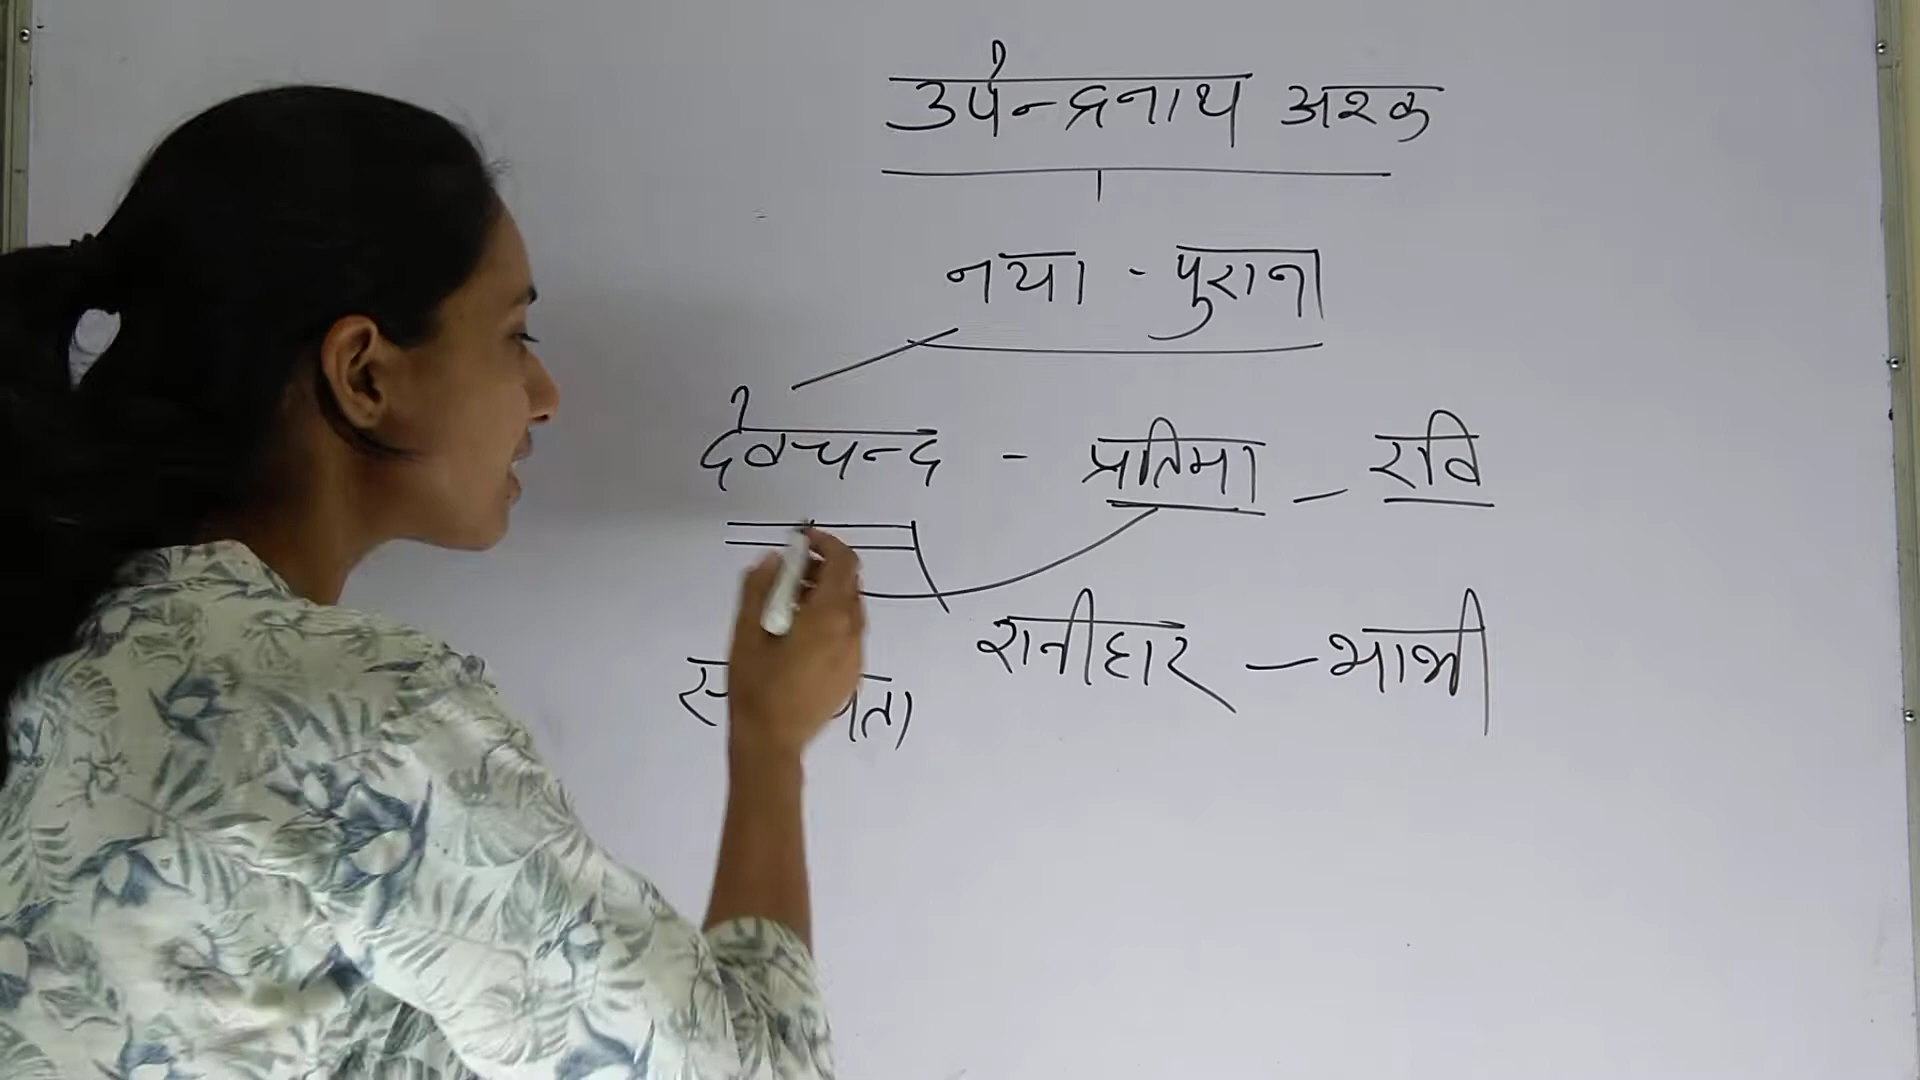 उपेन्द्रनाथ अश्क
नया - पुराना
देवचन्द - प्रतिमा - रवि
रानीहार - भाभी